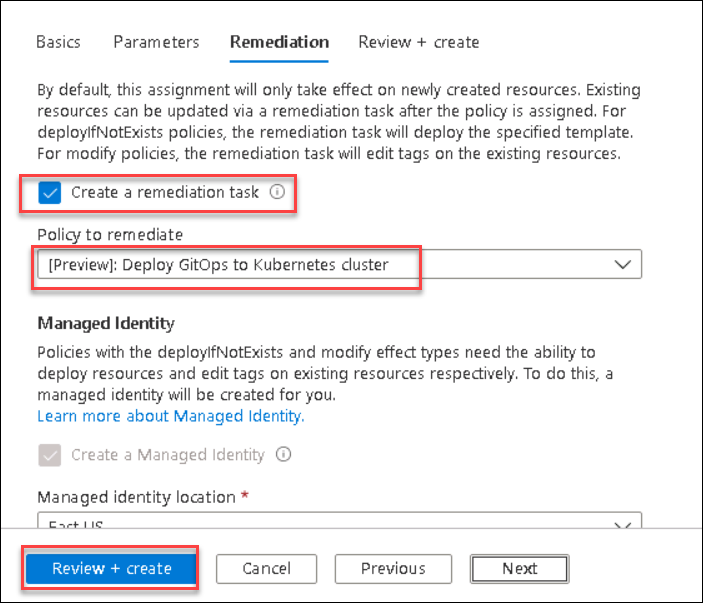 Basics Parameters Remediation Review + create
By default, this assignment will only take effect on newly created resources. Existing
resources can be updated via a remediation task after the policy is assigned. For
deployIfNotExists policies, the remediation task will deploy the specified template.
For modify policies, the remediation task will edit tags on the existing resources.
Create a remediation task
Policy to remediate
[Preview]: Deploy GitOps to Kubernetes cluster
Managed Identity
Policies with the deployIfNotExists and modify effect types need the ability to
deploy resources and edit tags on existing resources respectively. To do this, a
managed identity will be created for you.
Learn more about Managed Identity.
Create a Managed Identity
Managed identity location *
East US
Review + create Cancel Previous Next